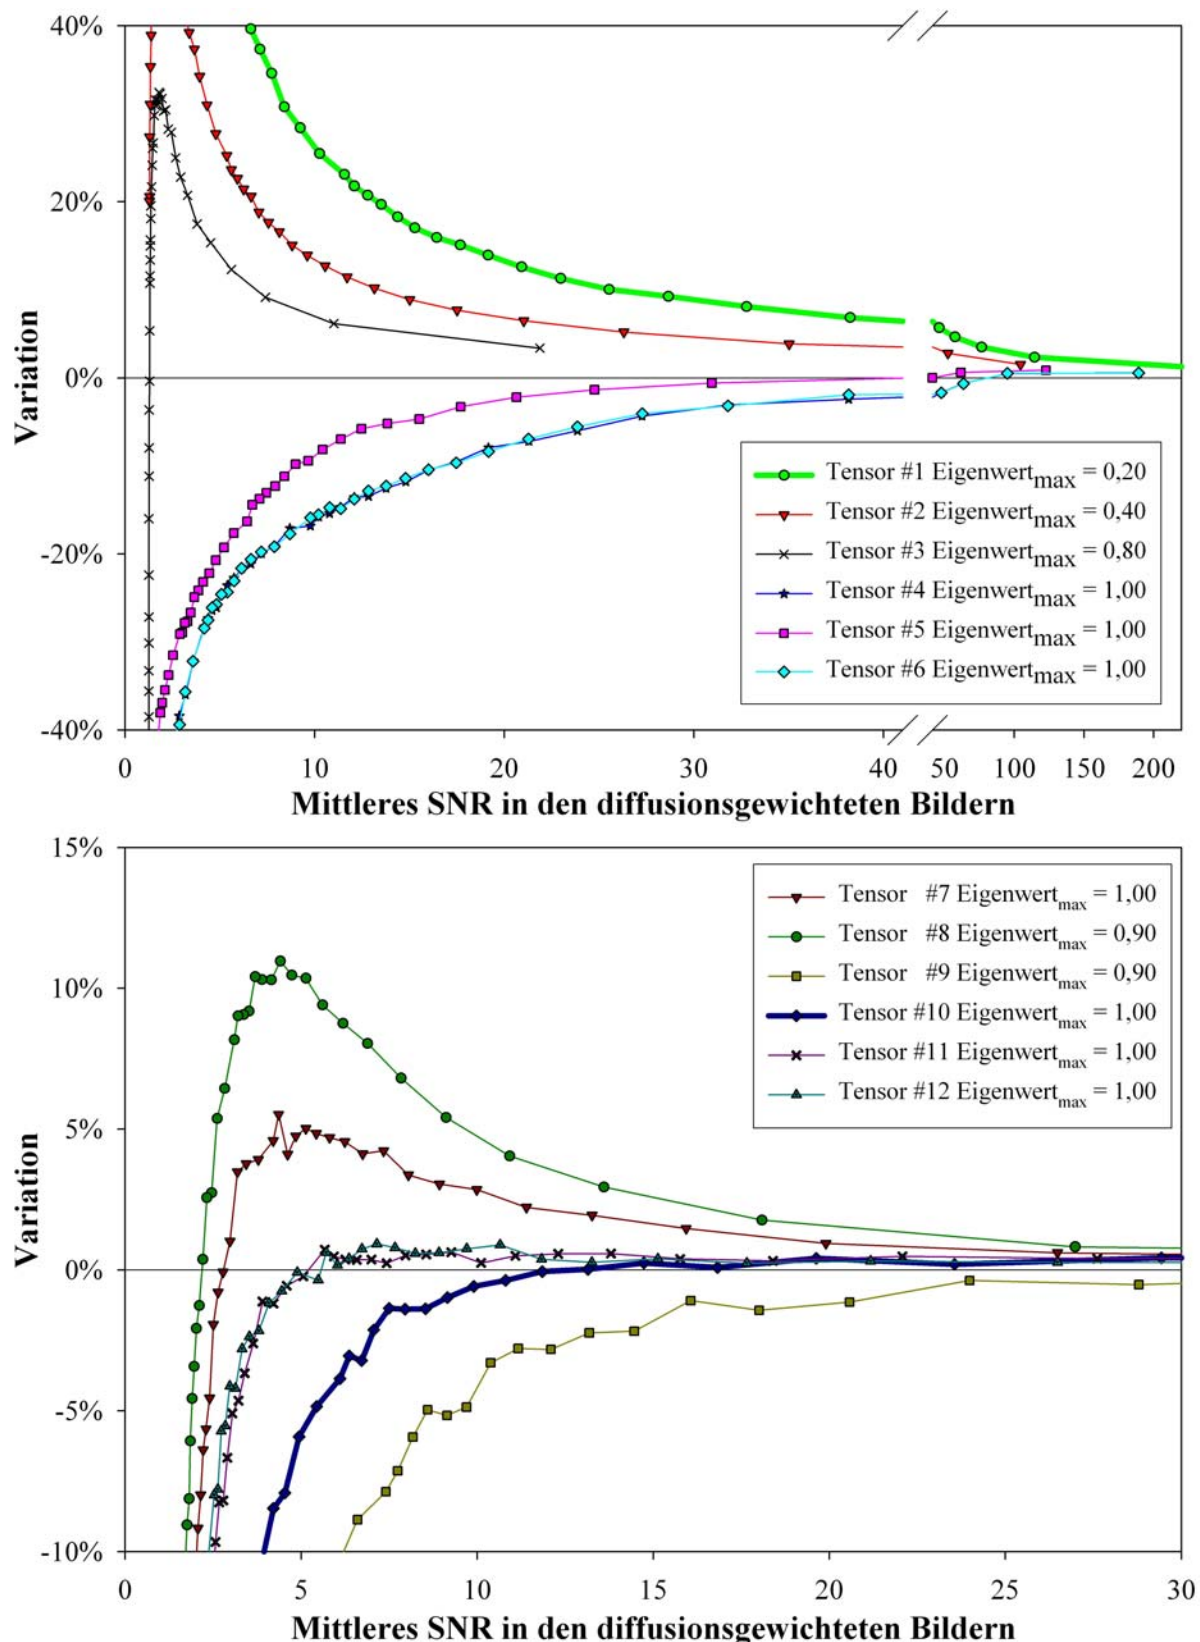 40%
20%
0%
-20%
-40%
Variation
Tensor #1 Eigenwertmax = 0,20
Tensor #2 Eigenwertmax = 0,40
Tensor #3 Eigenwertmax = 0,80
Tensor #4 Eigenwertmax = 1,00
Tensor #5 Eigenwertmax = 1,00
Tensor #6 Eigenwertmax = 1,00
0 10 20 30 40 50 100 150 200
Mittleres SNR in den diffusionsgewichteten Bildern
15%
10%
5%
0%
-5%
-10%
Variation
Tensor #7 Eigenwertmax = 1,00
Tensor #8 Eigenwertmax = 0,90
Tensor #9 Eigenwertmax = 0,90
Tensor #10 Eigenwertmax = 1,00
Tensor #11 Eigenwertmax = 1,00
Tensor #12 Eigenwertmax = 1,00
0 5 10 15 20 25 30
Mittleres SNR in den diffusionsgewichteten Bildern